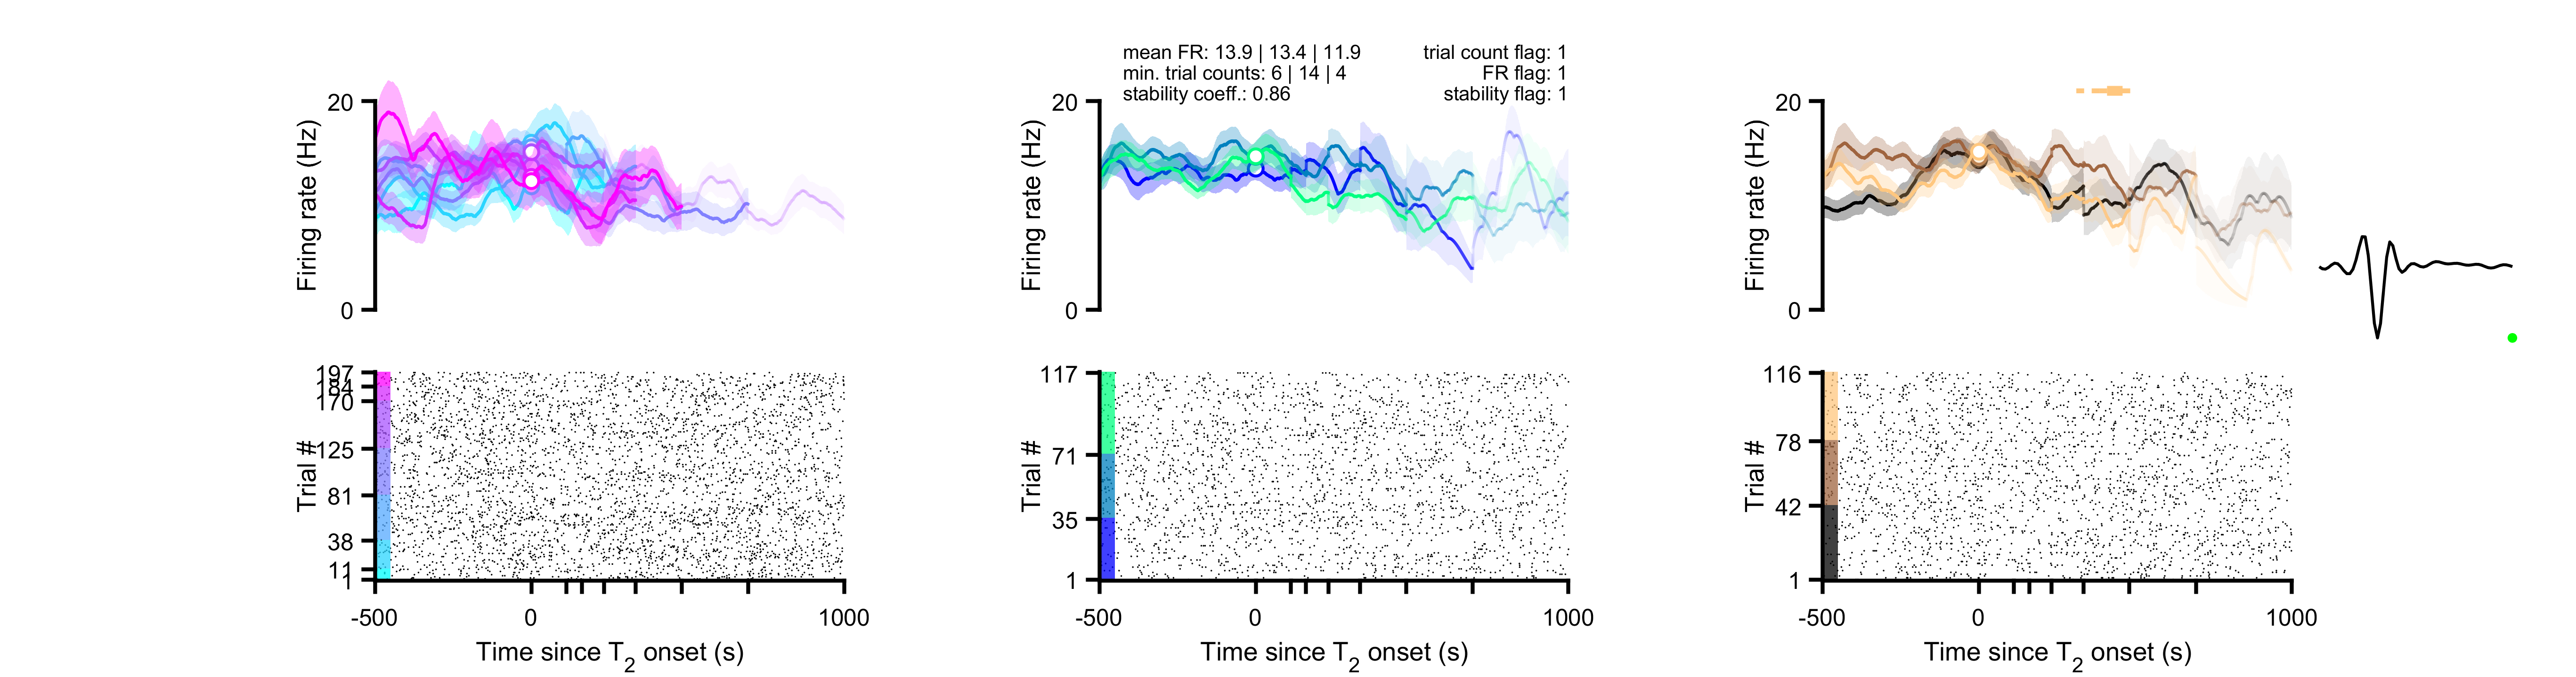 mean FR: 13.9 | 13.4 | 11.9
min. trial counts: 6 | 14 | 4
stability coeff.: 0.86
trial count flag: 1
FR flag: 1
stability flag: 1
20
0
Firing rate (Hz)
20
0
Firing rate (Hz)
20
0
Firing rate (Hz)
197
184
170
125
81
38
11
1
Trial #
-500
0
1000
Time since T2 onset (s)
117
71
35
1
Trial #
-500
0
1000
Time since T2 onset (s)
116
78
42
1
Trial #
-500
0
1000
Time since T2 onset (s)